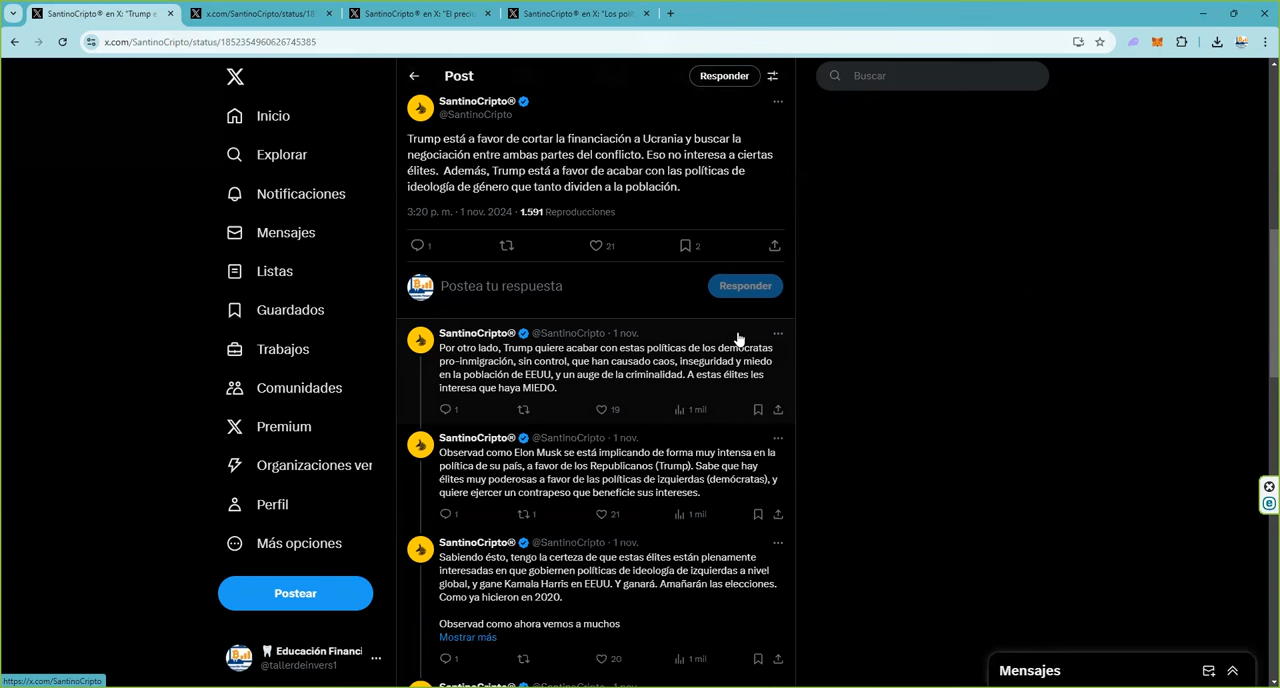 SantinoCripto® en X: "Trump e
x.com/SantinoCripto/status/18
SantinoCripto® en X: "El preci
SantinoCripto® en X: "Los polí
x.com/SantinoCripto/status/1852354960626745385
Inicio
Explorar
Notificaciones
Mensajes
Listas
Guardados
Trabajos
Comunidades
Premium
Organizaciones ver
Perfil
Más opciones
Postear
Educación Financi
@tallerdeinvers1
https://x.com/SantinoCripto
Post
Responder
SantinoCripto®
@SantinoCripto
Trump está a favor de cortar la financiación a Ucrania y buscar la
negociación entre ambas partes del conflicto. Eso no interesa a ciertas
élites. Además, Trump está a favor de acabar con las políticas de
ideología de género que tanto dividen a la población.
3:20 p. m. · 1 nov. 2024 · 1.591 Reproducciones
1 21 2
Postea tu respuesta
Responder
SantinoCripto® @SantinoCripto · 1 nov.
Por otro lado, Trump quiere acabar con estas políticas de los demócratas
pro-inmigración, sin control, que han causado caos, inseguridad y miedo
en la población de EEUU, y un auge de la criminalidad. A estas élites les
interesa que haya MIEDO.
1 19 1 mil
SantinoCripto® @SantinoCripto · 1 nov.
Observad como Elon Musk se está implicando de forma muy intensa en la
política de su país, a favor de los Republicanos (Trump). Sabe que hay
élites muy poderosas a favor de las políticas de izquierdas (demócratas), y
quiere ejercer un contrapeso que beneficie sus intereses.
1 1 21 1 mil
SantinoCripto® @SantinoCripto · 1 nov.
Sabiendo ésto, tengo la certeza de que estas élites están plenamente
interesadas en que gobiernen políticas de ideología de izquierdas a nivel
global, y gane Kamala Harris en EEUU. Y ganará. Amañarán las elecciones.
Como ya hicieron en 2020.
Observad como ahora vemos a muchos
Mostrar más
1 20 1 mil
SantinoCripto® @SantinoCripto · 1 nov.
Buscar
Mensajes